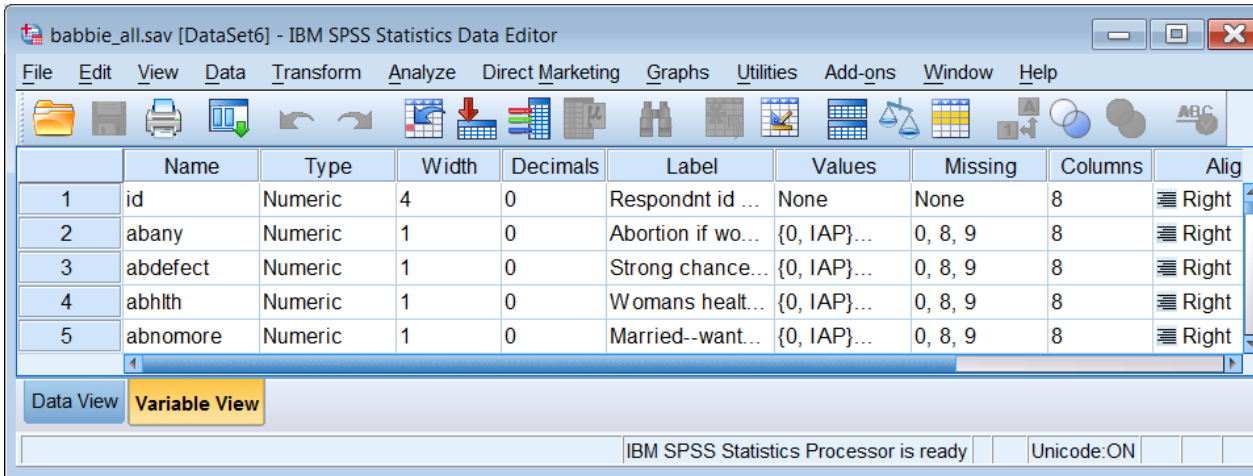 babbie_all.sav [DataSet6] - IBM SPSS Statistics Data Editor
File Edit View Data Transform Analyze Direct Marketing Graphs Utilities Add-ons Window Help
A
1
ABC
Name Type Width Decimals Label Values Missing Columns Alig
1 id Numeric 4 0 Respondnt id ... None None 8 Right
2 abany Numeric 1 0 Abortion if wo... {0, IAP}... 0, 8, 9 8 Right
3 abdefect Numeric 1 0 Strong chance... {0, IAP}... 0, 8, 9 8 Right
4 abhlth Numeric 1 0 Womans healt... {0, IAP}... 0, 8, 9 8 Right
5 abnomore Numeric 1 0 Married--want... {0, IAP}... 0, 8, 9 8 Right
Data View Variable View
IBM SPSS Statistics Processor is ready Unicode:ON